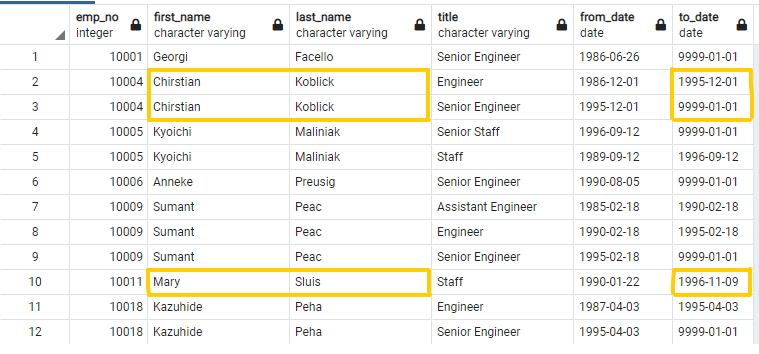 emp_no first_name last_name title from_date to_date
integer character varying character varying character varying date date
1 10001 Georgi Facello Senior Engineer 1986-06-26 9999-01-01
2 10004 Chirstian Koblick Engineer 1986-12-01 1995-12-01
3 10004 Chirstian Koblick Senior Engineer 1995-12-01 9999-01-01
4 10005 Kyoichi Maliniak Senior Staff 1996-09-12 9999-01-01
5 10005 Kyoichi Maliniak Staff 1989-09-12 1996-09-12
6 10006 Anneke Preusig Senior Engineer 1990-08-05 9999-01-01
7 10009 Sumant Peac Assistant Engineer 1985-02-18 1990-02-18
8 10009 Sumant Peac Engineer 1990-02-18 1995-02-18
9 10009 Sumant Peac Senior Engineer 1995-02-18 9999-01-01
10 10011 Mary Sluis Staff 1990-01-22 1996-11-09
11 10018 Kazuhide Peha Engineer 1987-04-03 1995-04-03
12 10018 Kazuhide Peha Senior Engineer 1995-04-03 9999-01-01